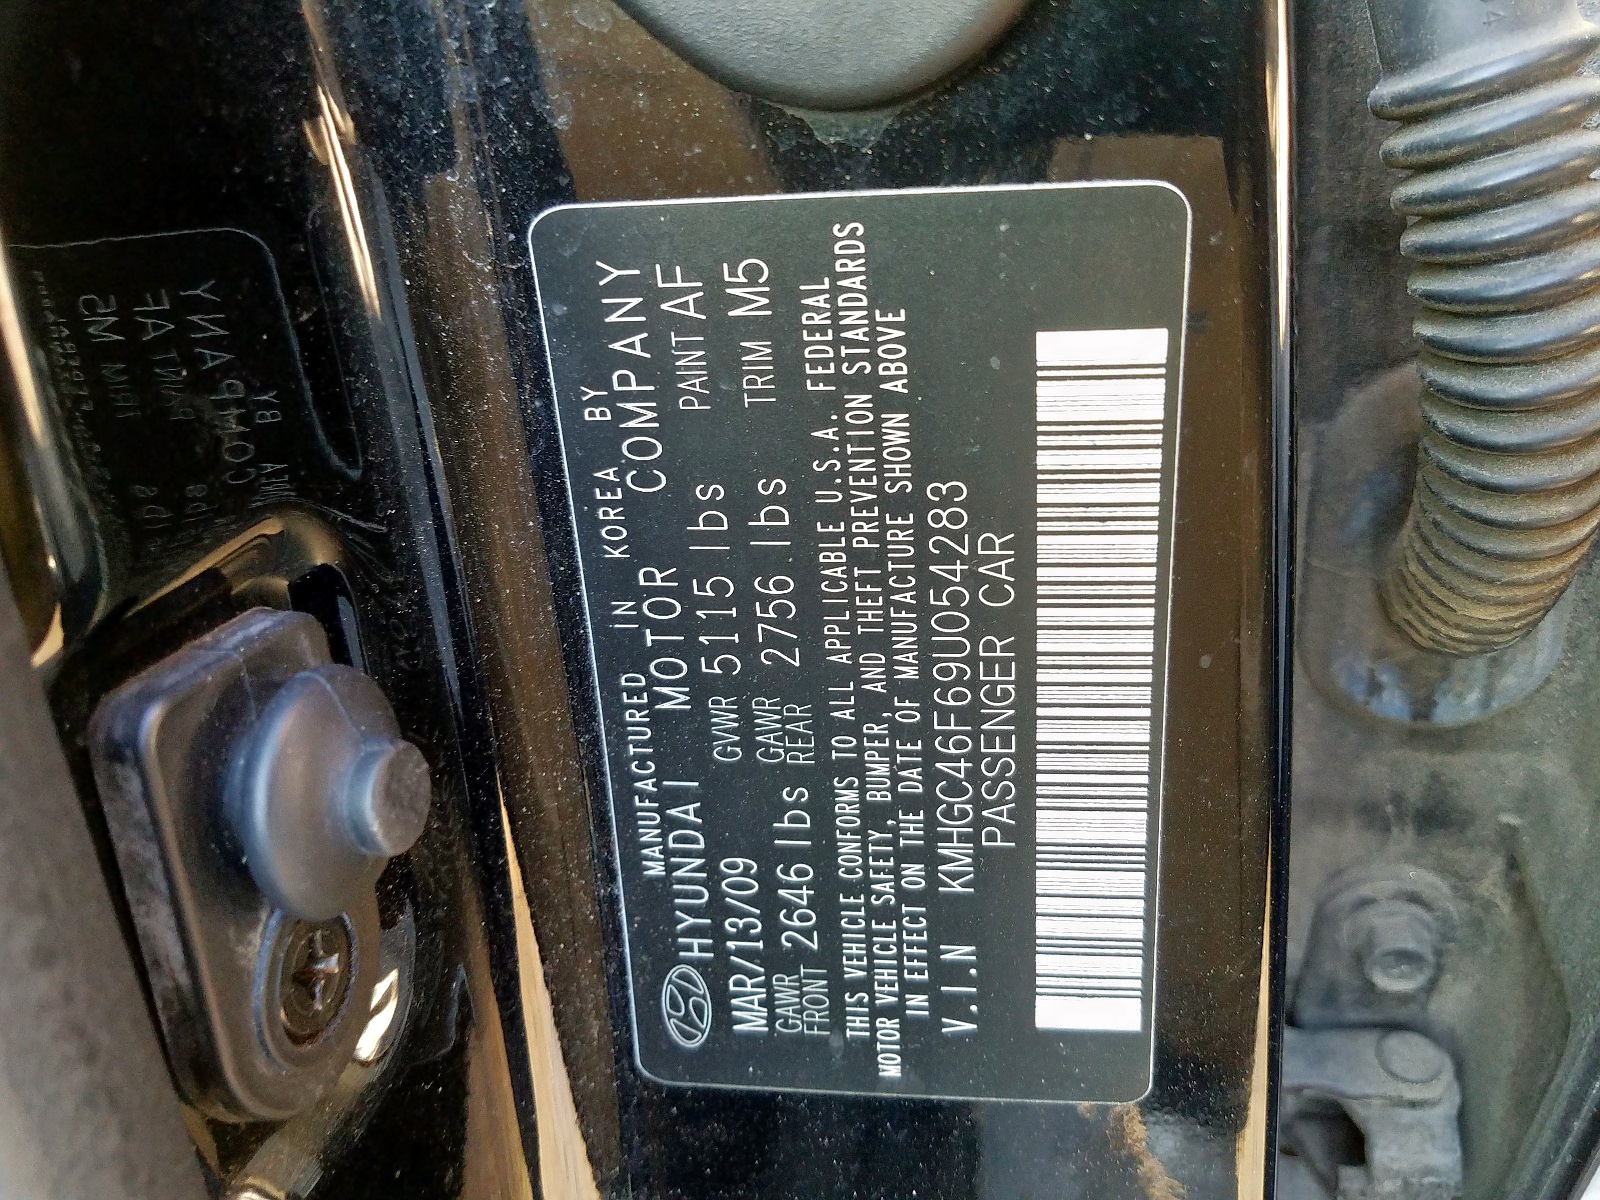 MANUFACTURED IN KOREA BY
HYUNDAI MOTOR COMPANY
MAR/13/09 GVWR 5115 lbs PAINT AF
GAWR FRONT 2646 lbs GAWR REAR 2756 lbs TRIM M5
THIS VEHICLE CONFORMS TO ALL APPLICABLE U.S.A. FEDERAL
MOTOR VEHICLE SAFETY, BUMPER, AND THEFT PREVENTION STANDARDS
IN EFFECT ON THE DATE OF MANUFACTURE SHOWN ABOVE
V.I.N KMHGC46F69U054283
PASSENGER CAR